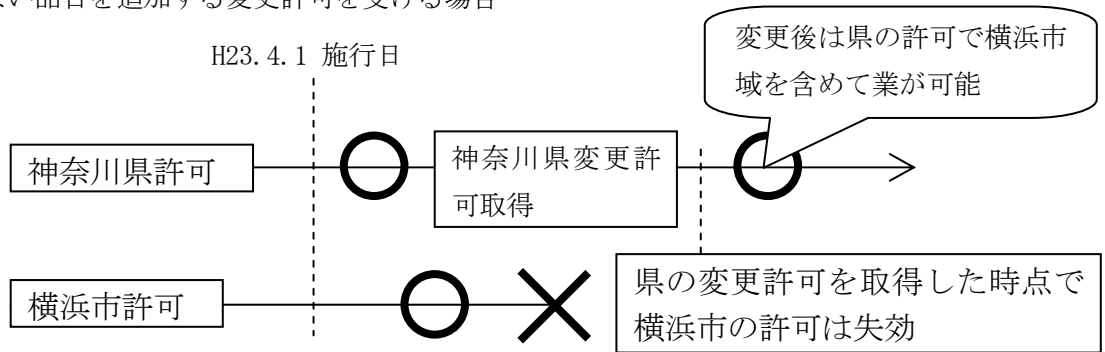 い品目を追加する変更許可を受ける場合
H23.4.1 施行日
変更後は県の許可で横浜市
域を含めて業が可能
神奈川県許可
神奈川県変更許
可取得
横浜市許可
県の変更許可を取得した時点で
横浜市の許可は失効